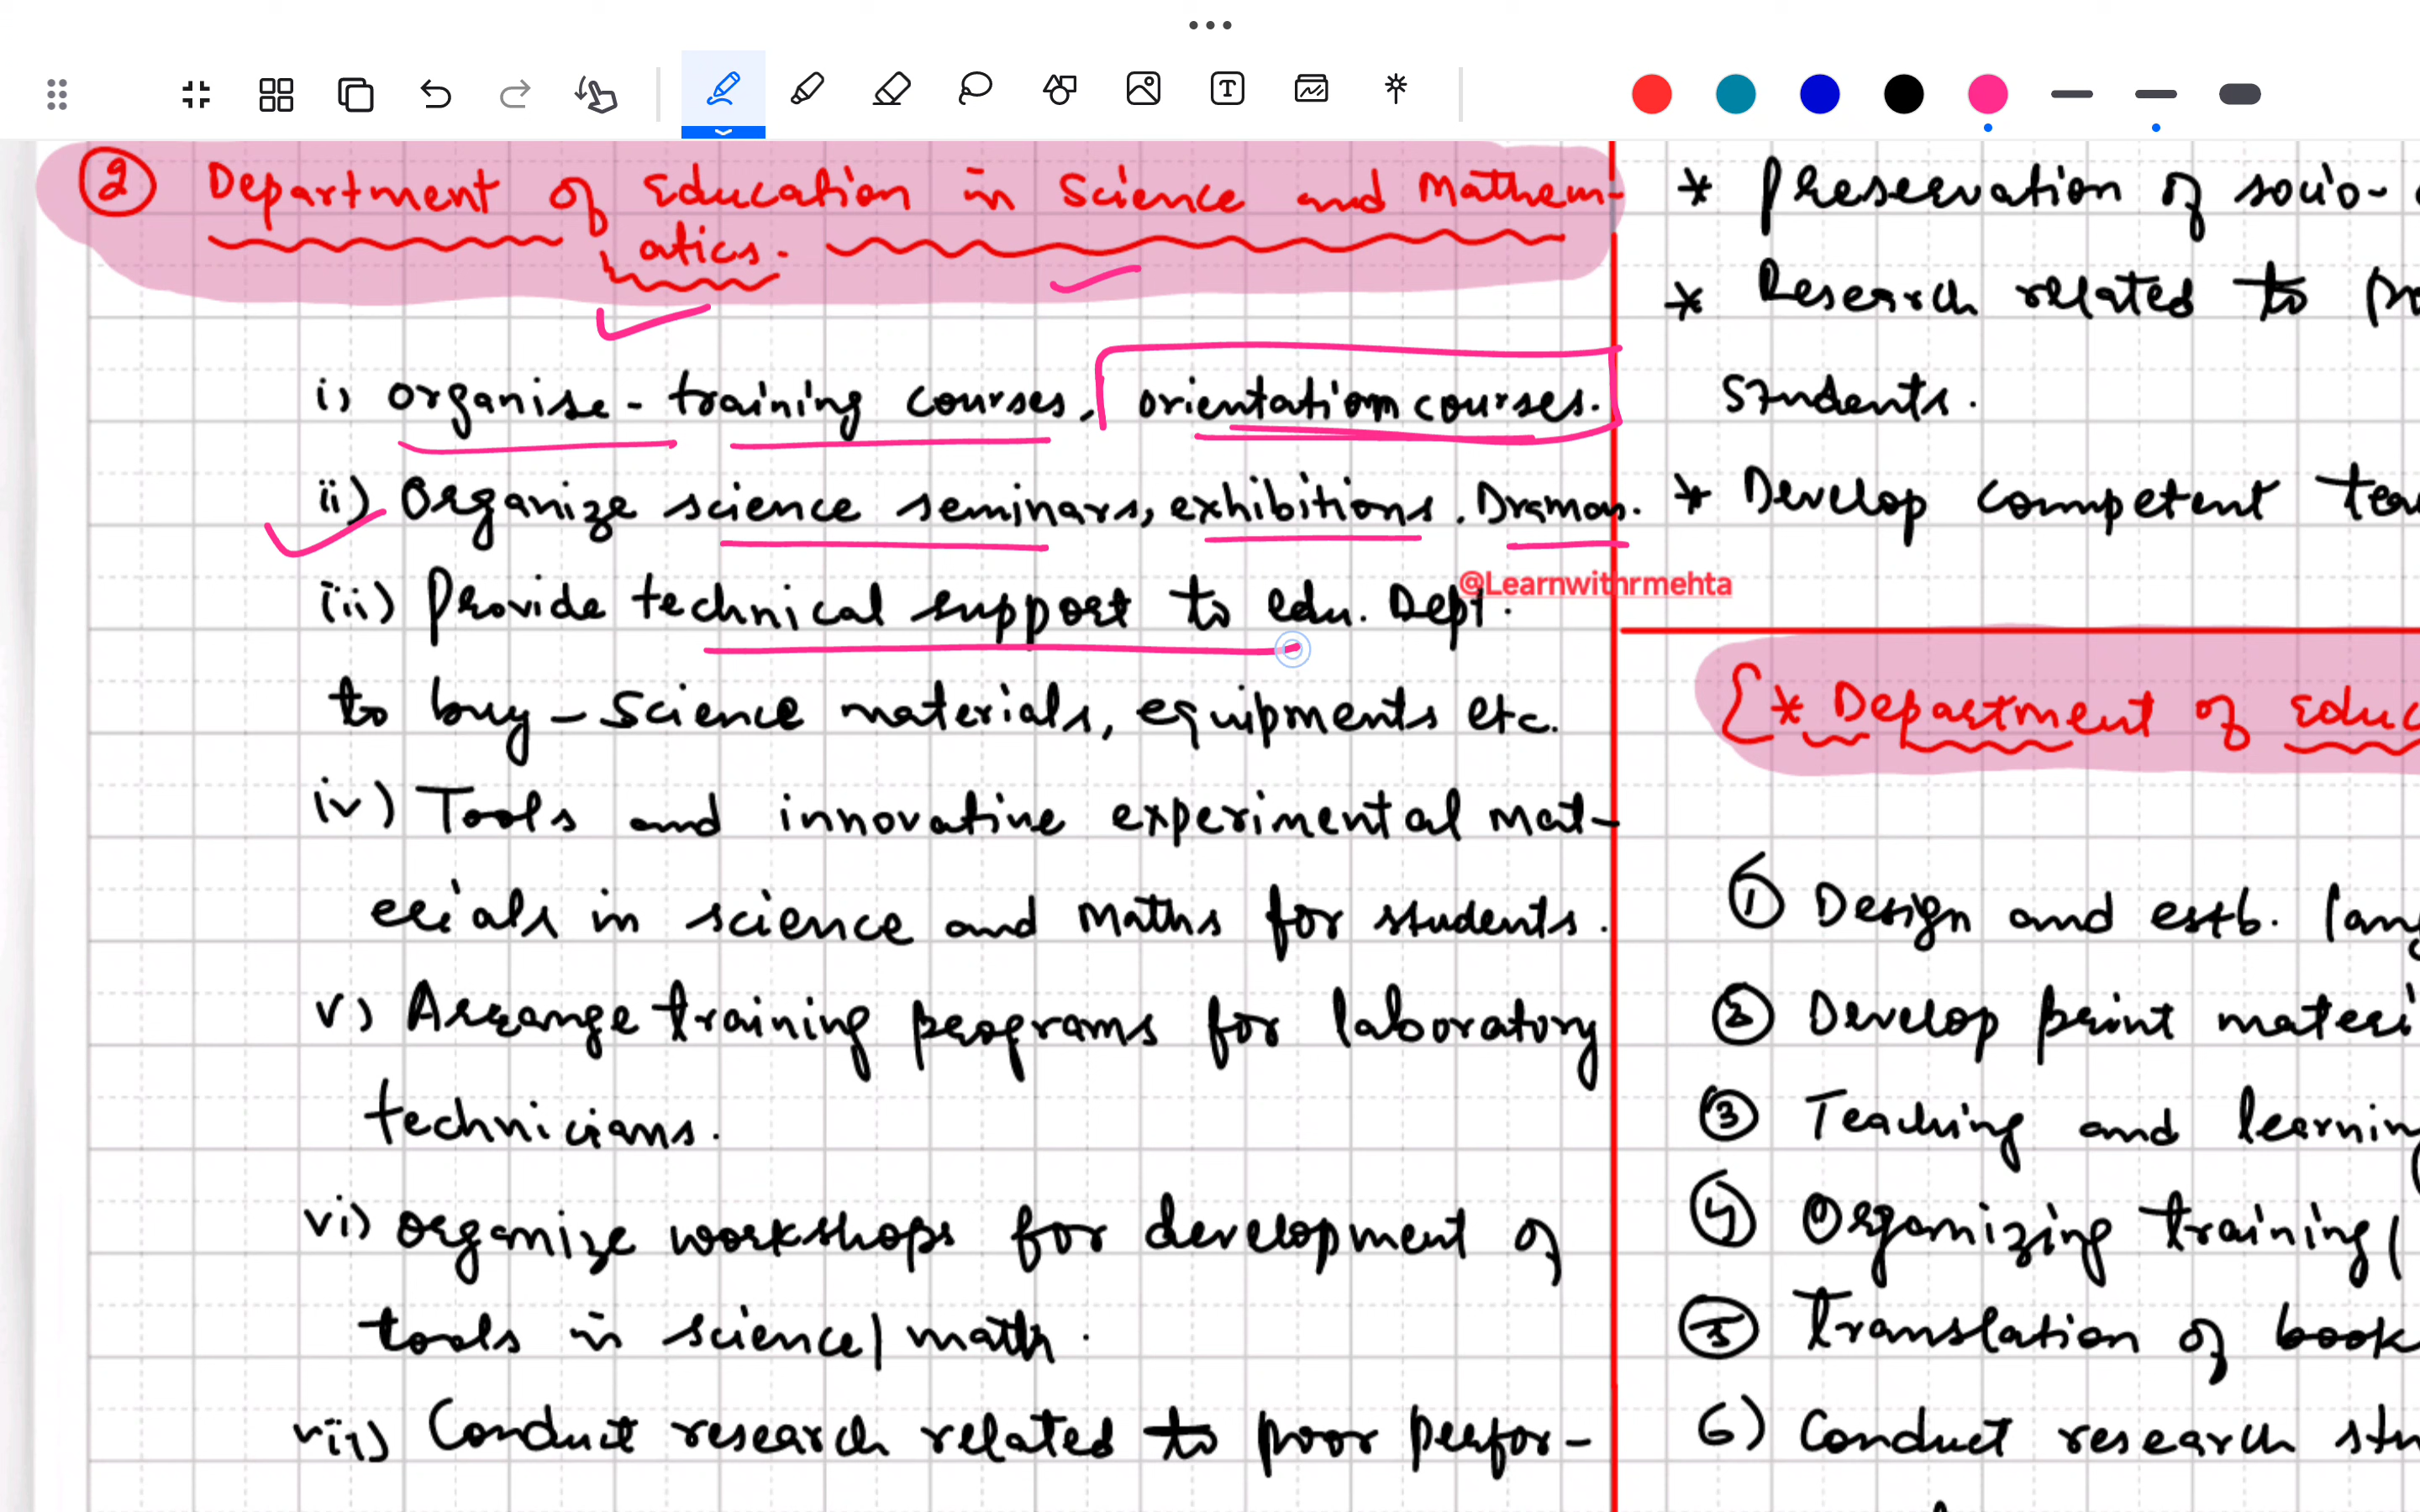 ② Department of Education in Science and Mathem-
atics.
i) organise - training courses, orientation courses.
ii) Organize science seminars, exhibitions. Dramas.
iii) Provide technical support to edu. Dept.
to buy - science materials, equipments etc.
iv) Tools and innovative experimental mat-
erials in science and Maths for students.
v) Arrange training programs for laboratory
technicians.
vi) organize workshops for development of
tools in science/math.
vii) Conduct research related to poor perfor-
@Learnwithrmehta
* Preservation of socio-
* Research related to
students.
* Develop competent
{* Department of
① Design and estb.
② Develop print
③ Teaching and
④ Organizing training/
⑤ Translation of
6) Conduct research